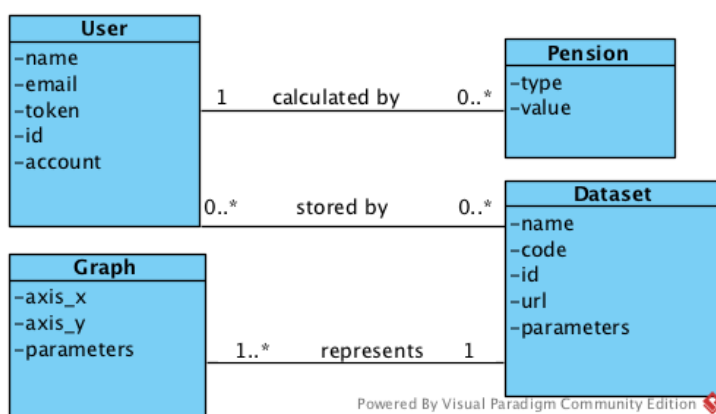 User
-name
-email
-token
-id
-account
1 calculated by 0..*
Pension
-type
-value
0..* stored by 0..*
Dataset
-name
-code
-id
-url
-parameters
Graph
-axis_x
-axis_y
-parameters
1..* represents 1
Powered By Visual Paradigm Community Edition